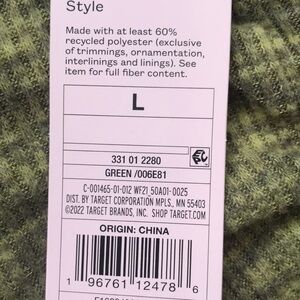 Style
Made with at least 60%
recycled polyester (exclusive
of trimmings, ornamentation,
interlinings and linings). See
item for full fiber content.
L
331 01 2280
GREEN /006E81
C-001465-01-012 WF21_50A01-0025
DIST. BY TARGET CORPORATION MPLS, MN 55403
©2022 TARGET BRANDS, INC. SHOP TARGET.COM
ORIGIN: CHINA
1 96761 12478 6